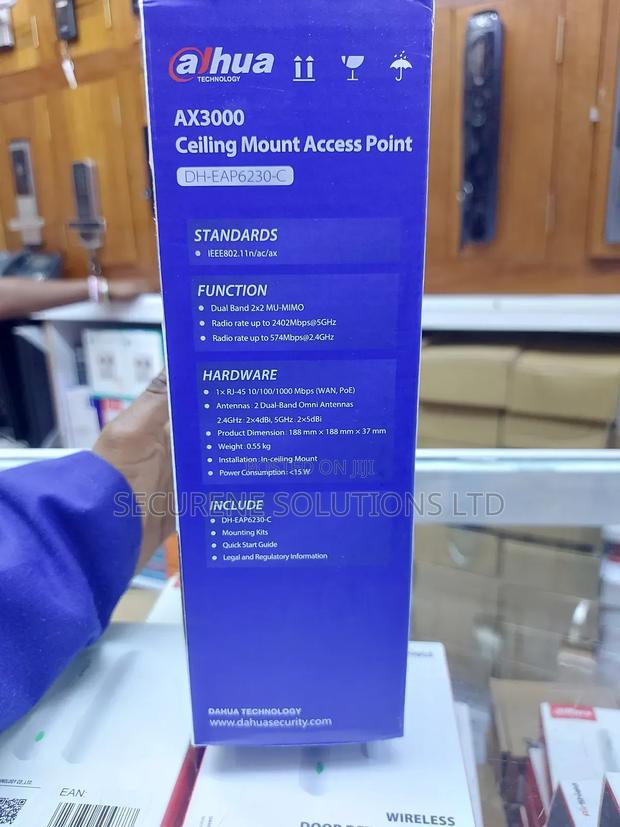 alhua
TECHNOLOGY
AX3000
Ceiling Mount Access Point
DH-EAP6230-C
STANDARDS
IEEE802.11n/ac/ax
FUNCTION
Dual Band 2x2 MU-MIMO
Radio rate up to 2402Mbps@5GHz
Radio rate up to 574Mbps@2.4GHz
HARDWARE
1× RJ-45 10/100/1000 Mbps (WAN, PoE)
Antennas : 2 Dual-Band Omni Antennas
2.4GHz : 2×4dBi, 5GHz : 2×5dBi
Product Dimension : 188 mm × 188 mm × 37 mm
Weight : 0.55 kg
Installation : In-ceiling Mount
Power Consumption : <15 W
POSTED ON JIJI
SECURENE SOLUTIONS LTD
INCLUDE
DH-EAP6230-C
Mounting Kits
Quick Start Guide
Legal and Regulatory Information
DAHUA TECHNOLOGY
www.dahuasecurity.com
EAN:
WIRELESS